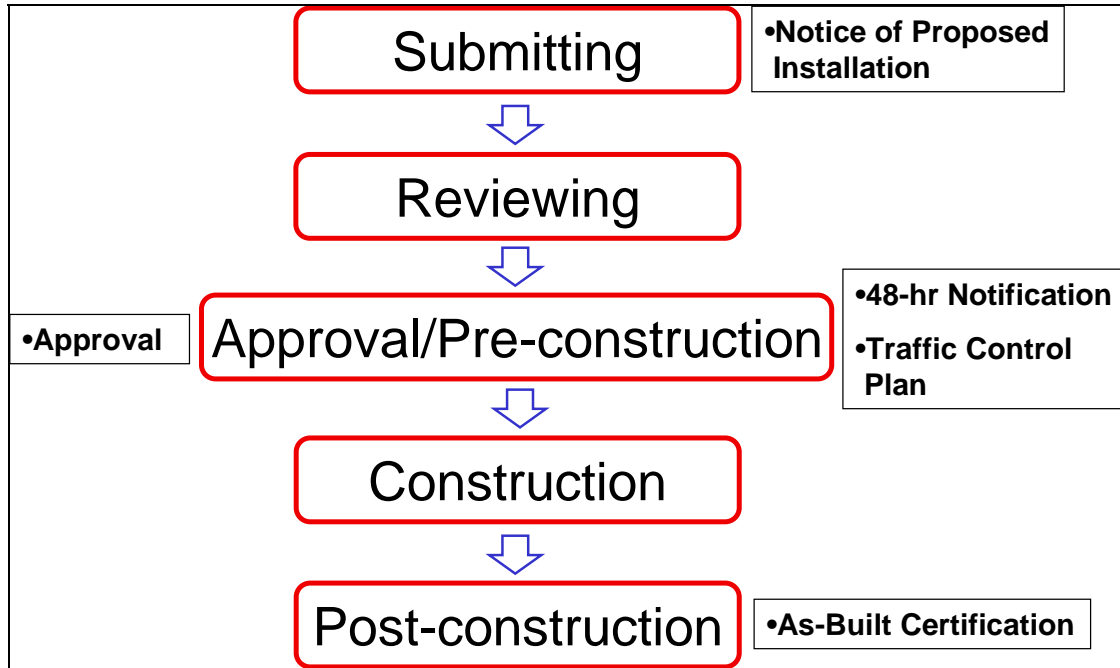 Submitting
•Notice of Proposed
Installation
Reviewing
•Approval
Approval/Pre-construction
•48-hr Notification
•Traffic Control
Plan
Construction
Post-construction
•As-Built Certification